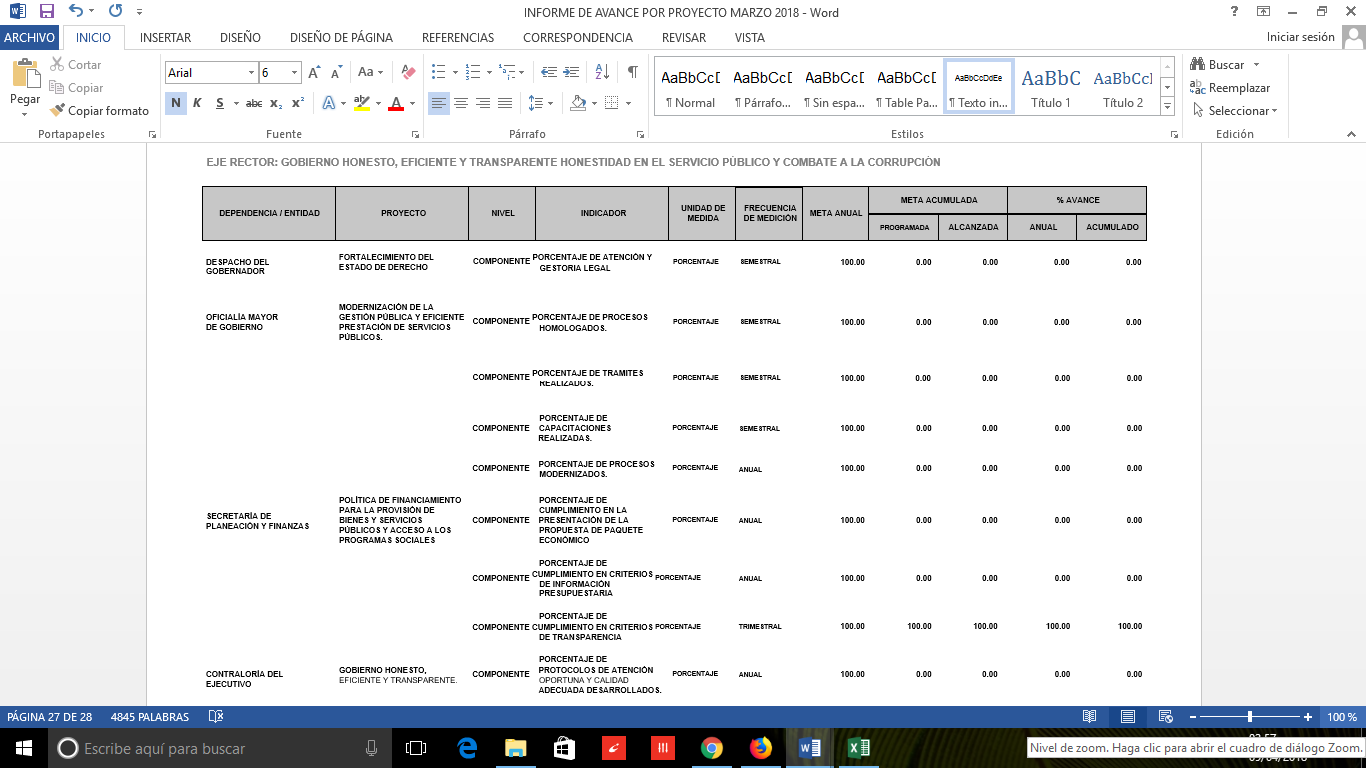 INFORME DE AVANCE POR PROYECTO MARZO 2018 - Word
ARCHIVO INICIO INSERTAR DISEÑO DISEÑO DE PÁGINA REFERENCIAS CORRESPONDENCIA REVISAR VISTA Iniciar sesión
Pegar
Cortar
Copiar
Copiar formato
Portapapeles
Arial 6
N K S abc x₂ x² A ab A
Fuente
Párrafo
AaBbCcI AaBbCcI AaBbCcI AaBbCcI AaBbCcDdEe AaBbC AaBbCcI
¶ Normal ¶ Párrafo... ¶ Sin espa... ¶ Table Pa... ¶ Texto in... Título 1 Título 2
Estilos
Buscar
Reemplazar
Seleccionar
Edición
EJE RECTOR: GOBIERNO HONESTO, EFICIENTE Y TRANSPARENTE HONESTIDAD EN EL SERVICIO PÚBLICO Y COMBATE A LA CORRUPCIÓN
DEPENDENCIA / ENTIDAD
PROYECTO
NIVEL
INDICADOR
UNIDAD DE
MEDIDA
FRECUENCIA
DE MEDICIÓN
META ANUAL
META ACUMULADA
PROGRAMADA ALCANZADA
% AVANCE
ANUAL ACUMULADO
DESPACHO DEL
GOBERNADOR
FORTALECIMIENTO DEL
ESTADO DE DERECHO
COMPONENTE
PORCENTAJE DE ATENCIÓN Y
GESTORIA LEGAL
PORCENTAJE SEMESTRAL 100.00 0.00 0.00 0.00 0.00
OFICIALÍA MAYOR
DE GOBIERNO
MODERNIZACIÓN DE LA
GESTIÓN PÚBLICA Y EFICIENTE
PRESTACIÓN DE SERVICIOS
PÚBLICOS.
COMPONENTE
PORCENTAJE DE PROCESOS
HOMOLOGADOS.
PORCENTAJE SEMESTRAL 100.00 0.00 0.00 0.00 0.00
COMPONENTE
PORCENTAJE DE TRAMITES
REALIZADOS.
PORCENTAJE SEMESTRAL 100.00 0.00 0.00 0.00 0.00
COMPONENTE
PORCENTAJE DE
CAPACITACIONES
REALIZADAS.
PORCENTAJE SEMESTRAL 100.00 0.00 0.00 0.00 0.00
COMPONENTE
PORCENTAJE DE PROCESOS
MODERNIZADOS.
PORCENTAJE ANUAL 100.00 0.00 0.00 0.00 0.00
SECRETARÍA DE
PLANEACIÓN Y FINANZAS
POLÍTICA DE FINANCIAMIENTO
PARA LA PROVISIÓN DE
BIENES Y SERVICIOS
PÚBLICOS Y ACCESO A LOS
PROGRAMAS SOCIALES
COMPONENTE
PORCENTAJE DE
CUMPLIMIENTO EN LA
PRESENTACIÓN DE LA
PROPUESTA DE PAQUETE
ECONÓMICO
PORCENTAJE ANUAL 100.00 0.00 0.00 0.00 0.00
COMPONENTE
PORCENTAJE DE
CUMPLIMIENTO EN CRITERIOS
DE INFORMACIÓN
PRESUPUESTARIA
PORCENTAJE ANUAL 100.00 0.00 0.00 0.00 0.00
COMPONENTE
PORCENTAJE DE
CUMPLIMIENTO EN CRITERIOS
DE TRANSPARENCIA
PORCENTAJE TRIMESTRAL 100.00 100.00 100.00 100.00 100.00
CONTRALORÍA DEL
EJECUTIVO
GOBIERNO HONESTO,
EFICIENTE Y TRANSPARENTE.
COMPONENTE
PORCENTAJE DE
PROTOCOLOS DE ATENCIÓN
OPORTUNA Y CALIDAD
ADECUADA DESARROLLADOS.
PORCENTAJE ANUAL 100.00 0.00 0.00 0.00 0.00
PÁGINA 27 DE 28 4845 PALABRAS 100 %
Escribe aquí para buscar
Nivel de zoom. Haga clic para abrir el cuadro de diálogo Zoom.